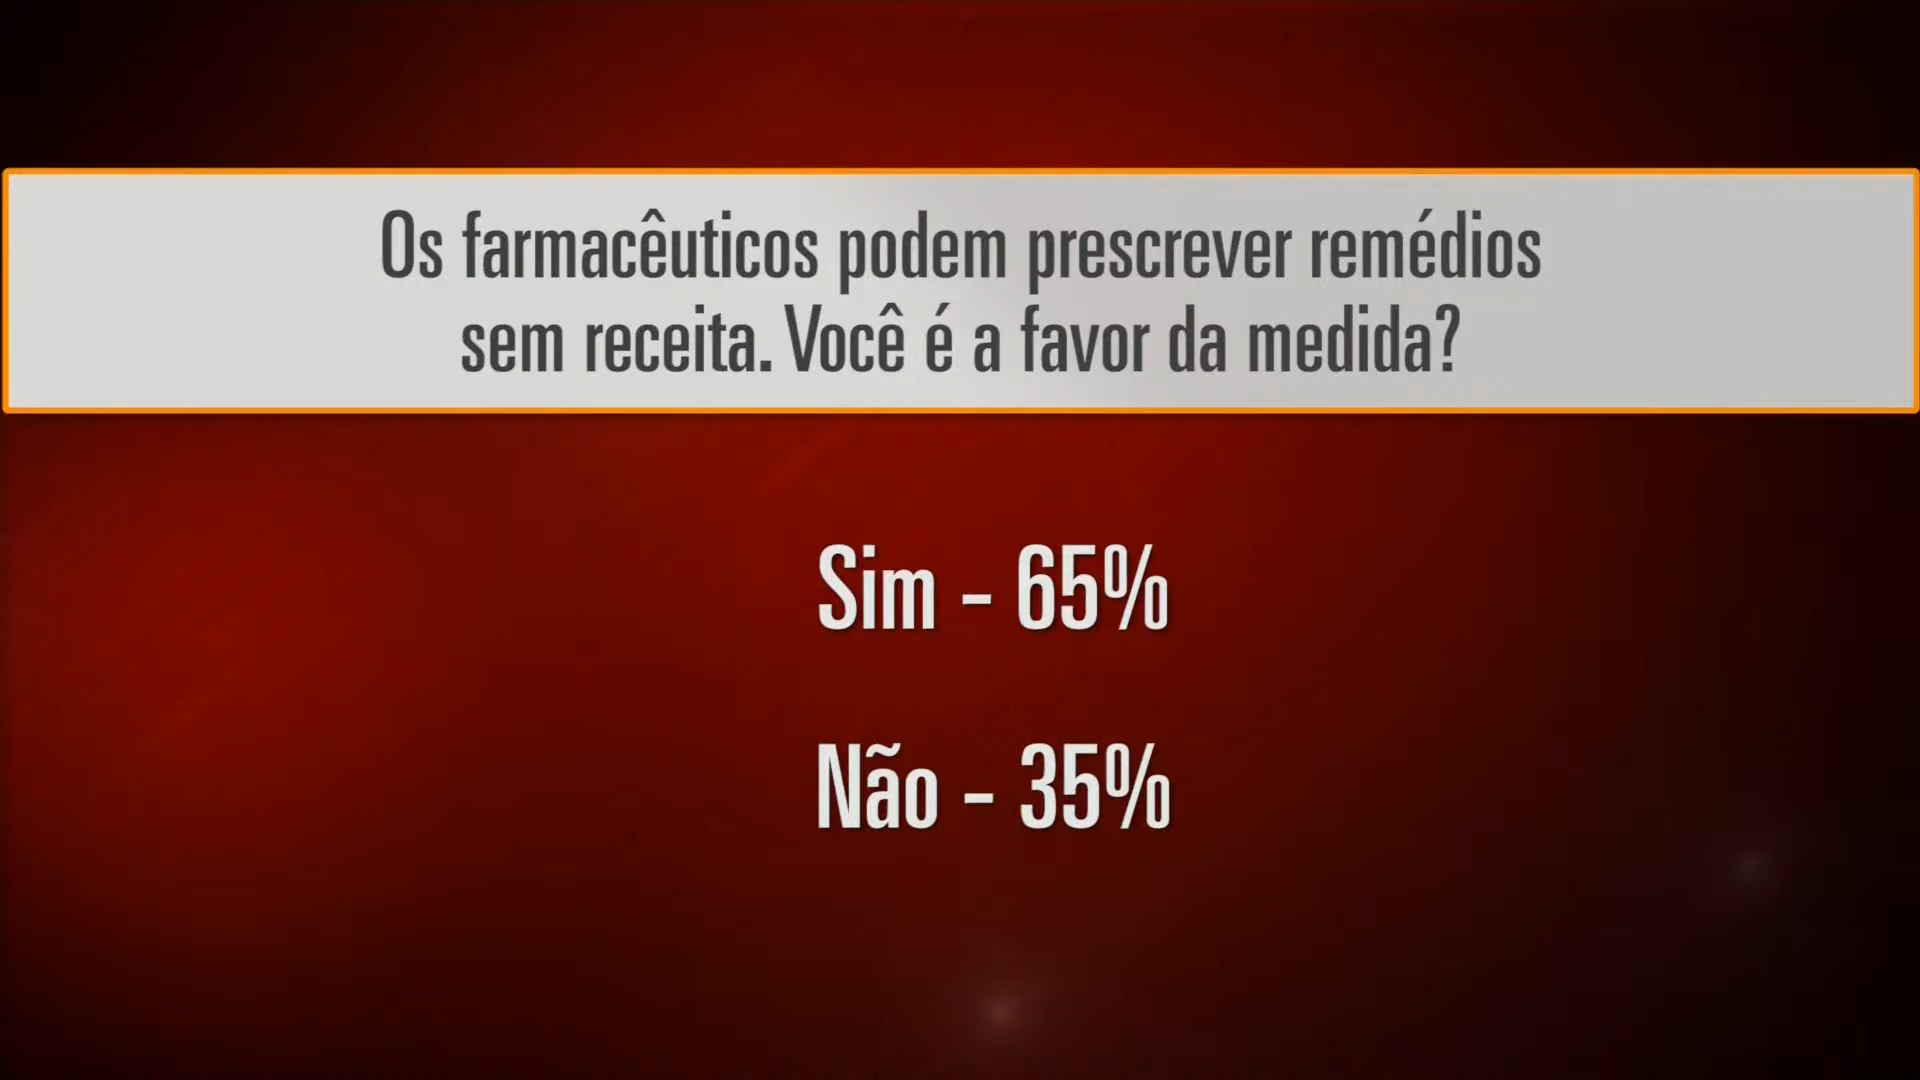 Os farmacêuticos podem prescrever remédios
sem receita. Você é a favor da medida?
Sim - 65%
Não - 35%